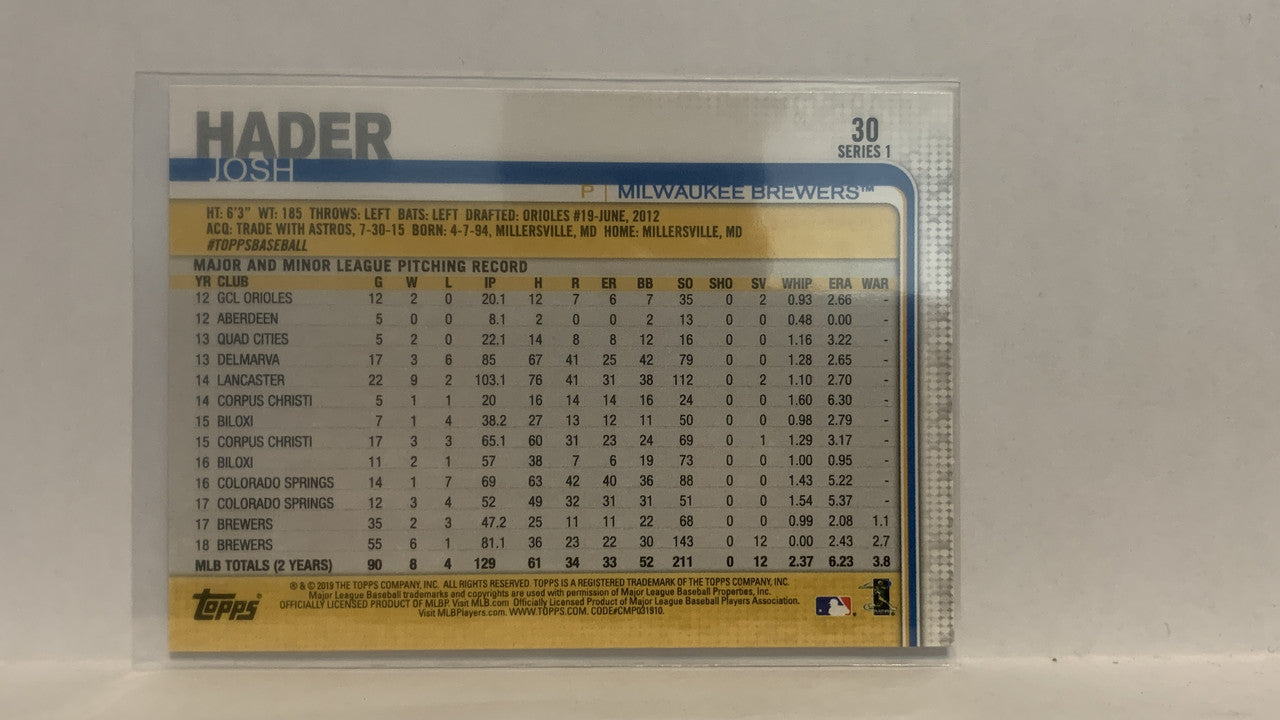 HADER
JOSH
30
SERIES 1
P | MILWAUKEE BREWERS™
HT: 6'3" WT: 185 THROWS: LEFT BATS: LEFT DRAFTED: ORIOLES #19-JUNE, 2012
ACQ: TRADE WITH ASTROS, 7-30-15 BORN: 4-7-94, MILLERSVILLE, MD HOME: MILLERSVILLE, MD
#TOPPSBASEBALL
MAJOR AND MINOR LEAGUE PITCHING RECORD
YR CLUB G W L IP H R ER BB SO SHO SV WHIP ERA WAR
12 GCL ORIOLES 12 2 0 20.1 12 7 6 7 35 0 2 0.93 2.66 -
12 ABERDEEN 5 0 0 8.1 2 0 0 2 13 0 0 0.48 0.00 -
13 QUAD CITIES 5 2 0 22.1 14 8 8 12 16 0 0 1.16 3.22 -
13 DELMARVA 17 3 6 85 67 41 25 42 79 0 0 1.28 2.65 -
14 LANCASTER 22 9 2 103.1 76 41 31 38 112 0 2 1.10 2.70 -
14 CORPUS CHRISTI 5 1 1 20 16 14 14 16 24 0 0 1.60 6.30 -
15 BILOXI 7 1 4 38.2 27 13 12 11 50 0 0 0.98 2.79 -
15 CORPUS CHRISTI 17 3 3 65.1 60 31 23 24 69 0 1 1.29 3.17 -
16 BILOXI 11 2 1 57 38 7 6 19 73 0 0 1.00 0.95 -
16 COLORADO SPRINGS 14 1 7 69 63 42 40 36 88 0 0 1.43 5.22 -
17 COLORADO SPRINGS 12 3 4 52 49 32 31 31 51 0 0 1.54 5.37 -
17 BREWERS 35 2 3 47.2 25 11 11 22 68 0 0 0.99 2.08 1.1
18 BREWERS 55 6 1 81.1 36 23 22 30 143 0 12 0.00 2.43 2.7
MLB TOTALS (2 YEARS) 90 8 4 129 61 34 33 52 211 0 12 2.37 6.23 3.8
Topps®
® & © 2019 THE TOPPS COMPANY, INC. ALL RIGHTS RESERVED. TOPPS IS A REGISTERED TRADEMARK OF THE TOPPS COMPANY, INC.
Major League Baseball trademarks and copyrights are used with permission of Major League Baseball Properties, Inc.
OFFICIALLY LICENSED PRODUCT OF MLBP. Visit MLB.com Officially Licensed Product of Major League Baseball Players Association.
Visit MLBPlayers.com. WWW.TOPPS.COM. CODE#CMP031910.